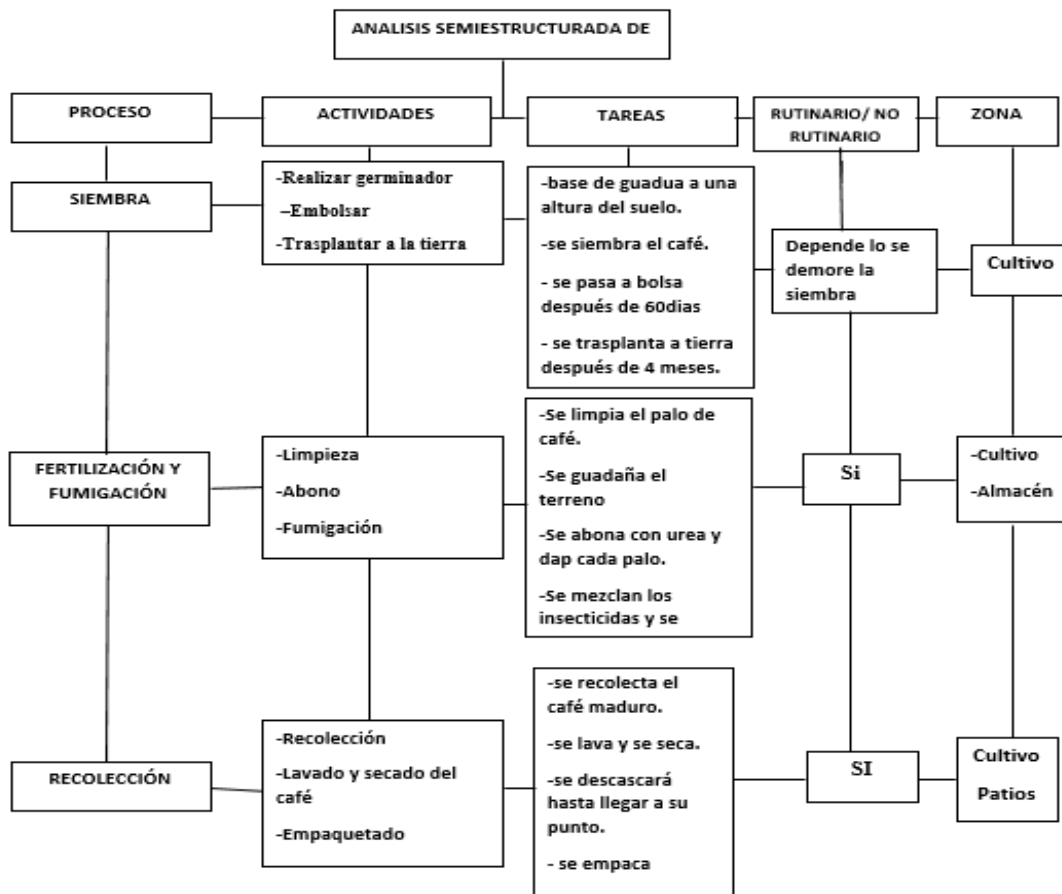 ANALISIS SEMIESTRUCTURADA DE
PROCESO
ACTIVIDADES
TAREAS
RUTINARIO/ NO
RUTINARIO
ZONA
SIEMBRA
-Realizar germinador
–Embolsar
-Trasplantar a la tierra
-base de guadua a una
altura del suelo.
-se siembra el café.
- se pasa a bolsa
después de 60dias
- se trasplanta a tierra
después de 4 meses.
Depende lo se
demore la
siembra
Cultivo
FERTILIZACIÓN Y
FUMIGACIÓN
-Limpieza
-Abono
-Fumigación
-Se limpia el palo de
café.
-Se guadaña el
terreno
-Se abona con urea y
dap cada palo.
-Se mezclan los
insecticidas y se
Si
-Cultivo
-Almacén
RECOLECCIÓN
-Recolección
-Lavado y secado del
café
-Empaquetado
-se recolecta el
café maduro.
-se lava y se seca.
-se descascará
hasta llegar a su
punto.
- se empaca
SI
Cultivo
Patios